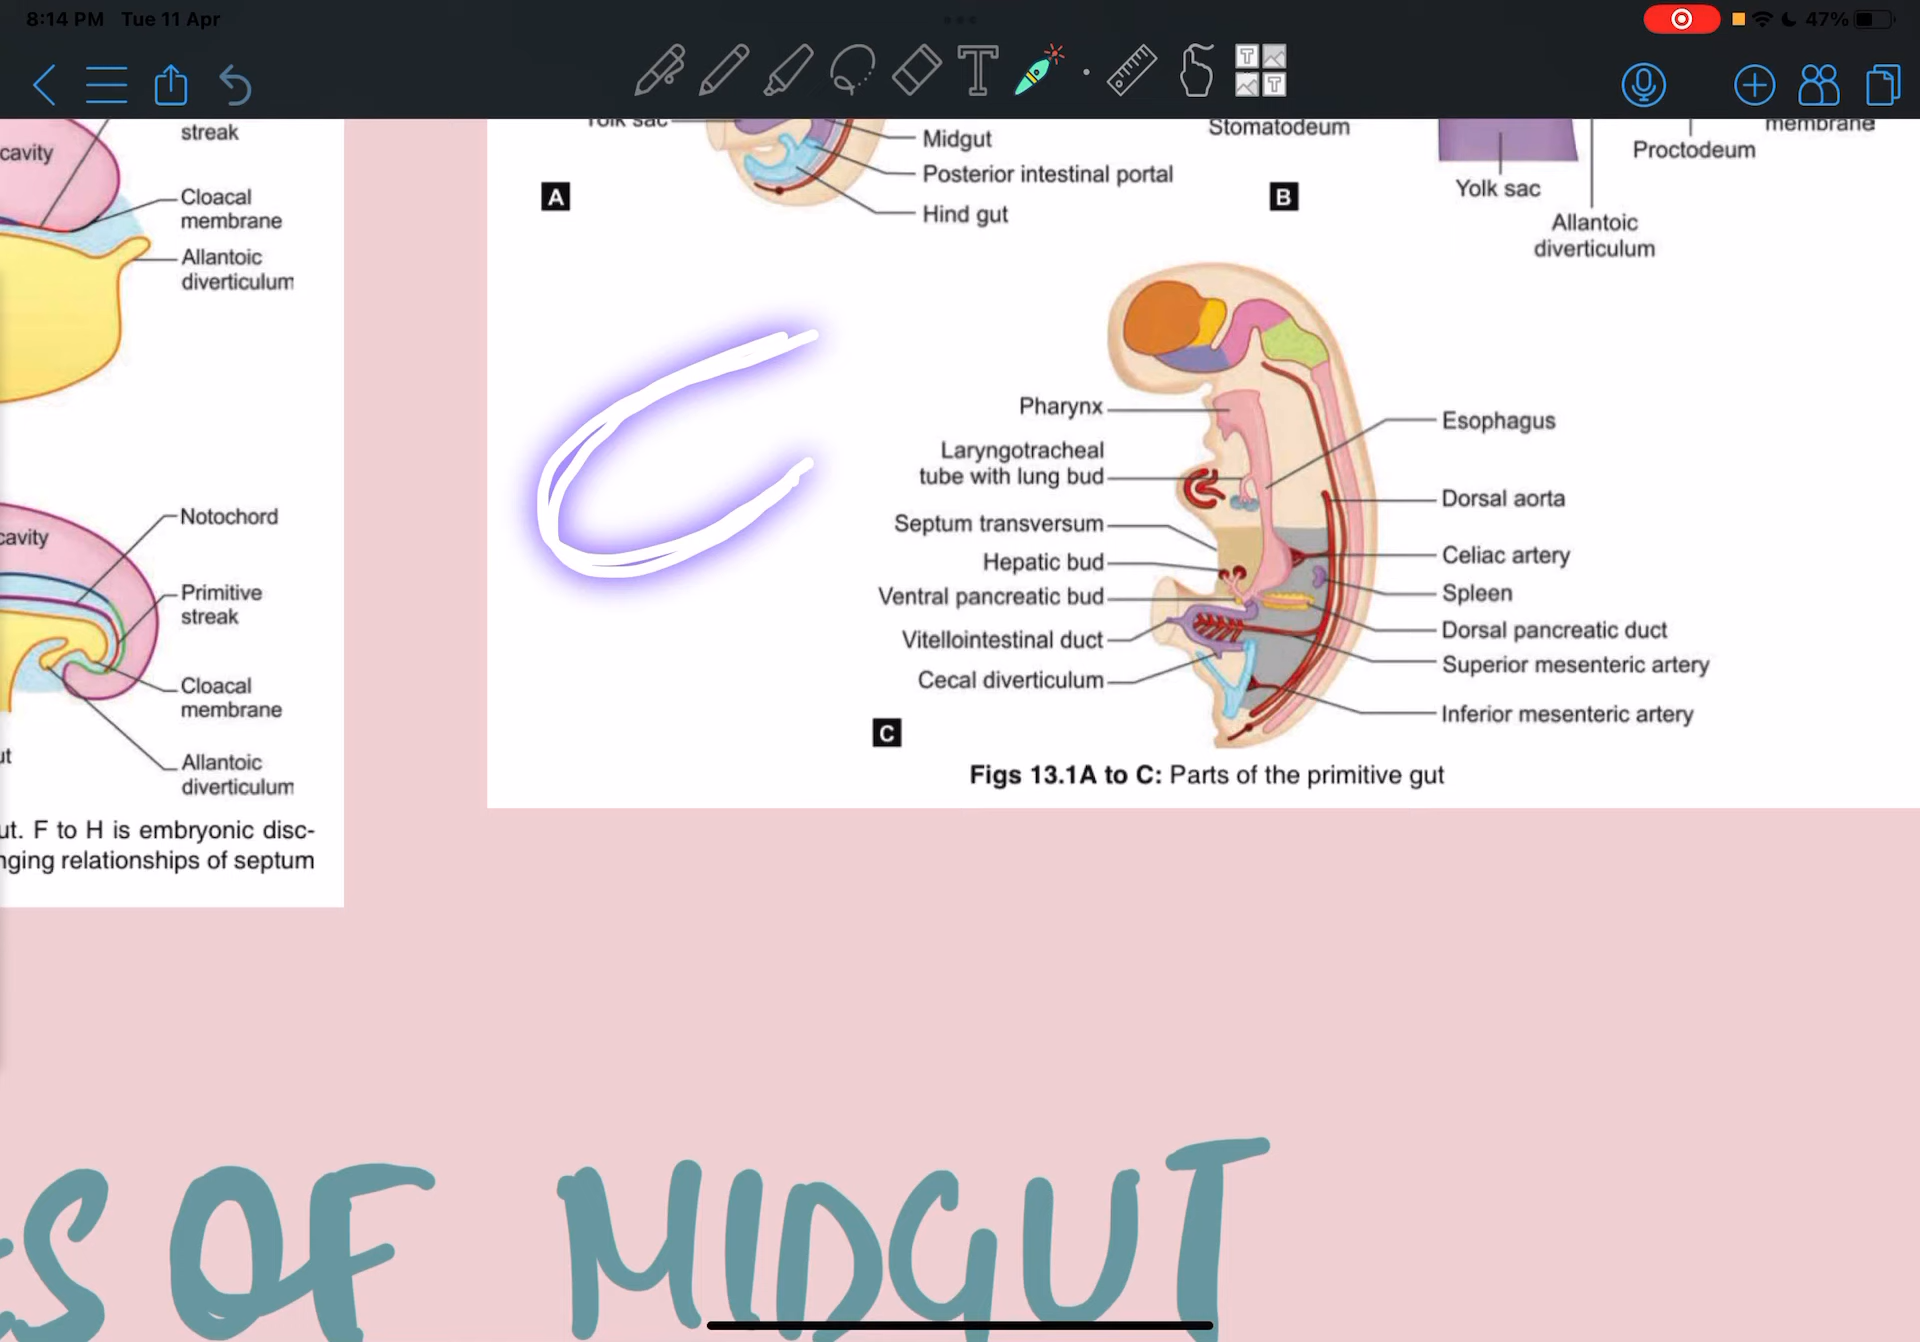 8:14 PM Tue 11 Apr
47%
T
T
T
streak
cavity
Cloacal
membrane
Allantoic
diverticulum
Notochord
cavity
Primitive
streak
Cloacal
membrane
Allantoic
diverticulum
ut. F to H is embryonic disc-
nging relationships of septum
Yolk sac
Midgut
Posterior intestinal portal
Hind gut
A
Stomatodeum
B
Yolk sac
Allantoic
diverticulum
Proctodeum
membrane
C
Pharynx
Laryngotracheal
tube with lung bud
Septum transversum
Hepatic bud
Ventral pancreatic bud
Vitellointestinal duct
Cecal diverticulum
Esophagus
Dorsal aorta
Celiac artery
Spleen
Dorsal pancreatic duct
Superior mesenteric artery
Inferior mesenteric artery
C
Figs 13.1A to C: Parts of the primitive gut
S OF MIDGUT